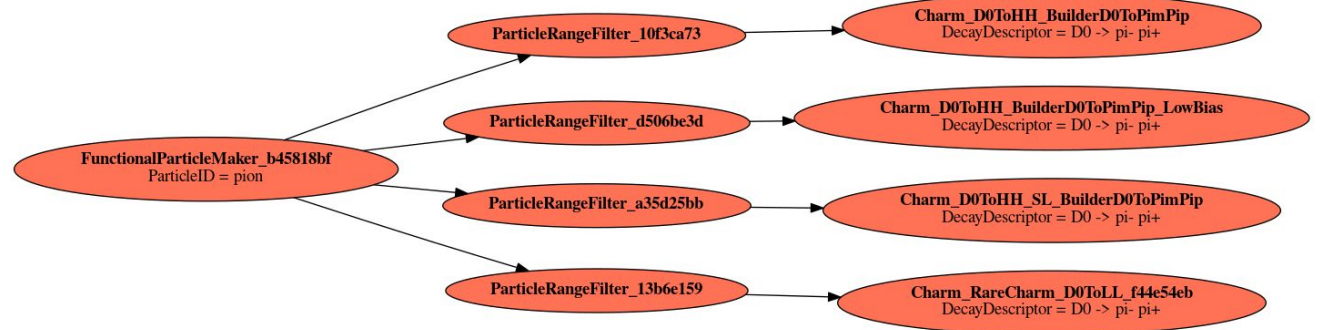 FunctionalParticleMaker_b45818bf
ParticleID = pion
ParticleRangeFilter_10f3ca73
Charm_D0ToHH_BuilderD0ToPimPip
DecayDescriptor = D0 -> pi- pi+
ParticleRangeFilter_d506be3d
Charm_D0ToHH_BuilderD0ToPimPip_LowBias
DecayDescriptor = D0 -> pi- pi+
ParticleRangeFilter_a35d25bb
Charm_D0ToHH_SL_BuilderD0ToPimPip
DecayDescriptor = D0 -> pi- pi+
ParticleRangeFilter_13b6e159
Charm_RareCharm_D0ToLL_f44e54eb
DecayDescriptor = D0 -> pi- pi+